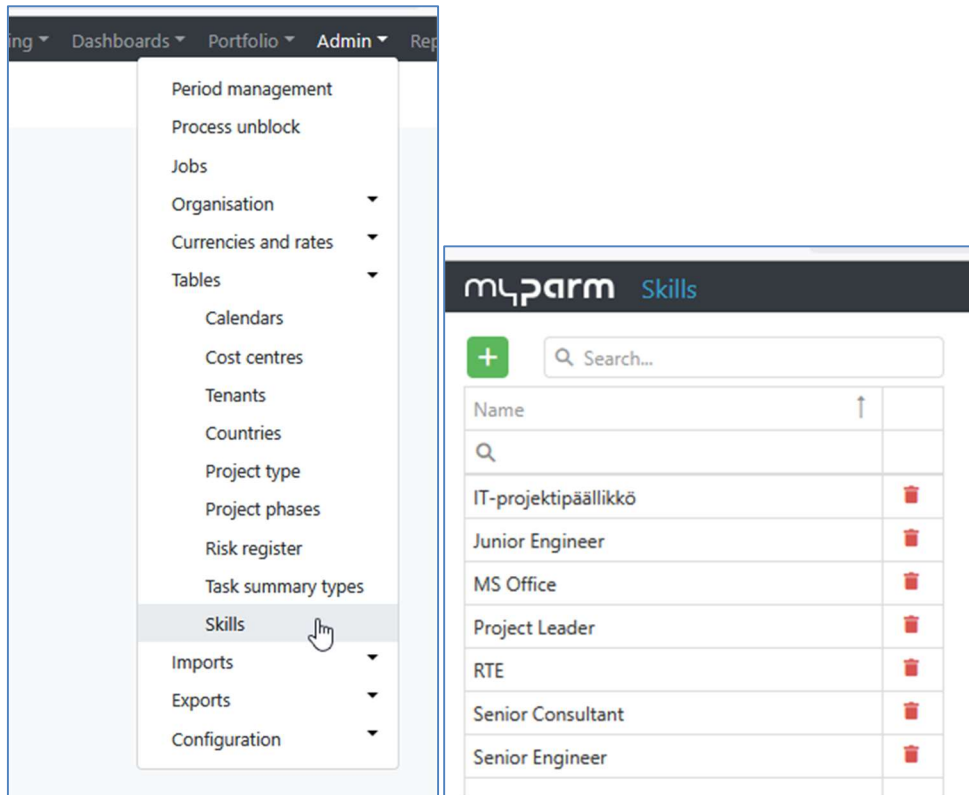 ing Dashboards Portfolio Admin Rep
Period management
Process unblock
Jobs
Organisation
Currencies and rates
Tables
Calendars
Cost centres
Tenants
Countries
Project type
Project phases
Risk register
Task summary types
Skills
Imports
Exports
Configuration
myparm Skills
Search...
Name
IT-projektipäällikkö
Junior Engineer
MS Office
Project Leader
RTE
Senior Consultant
Senior Engineer